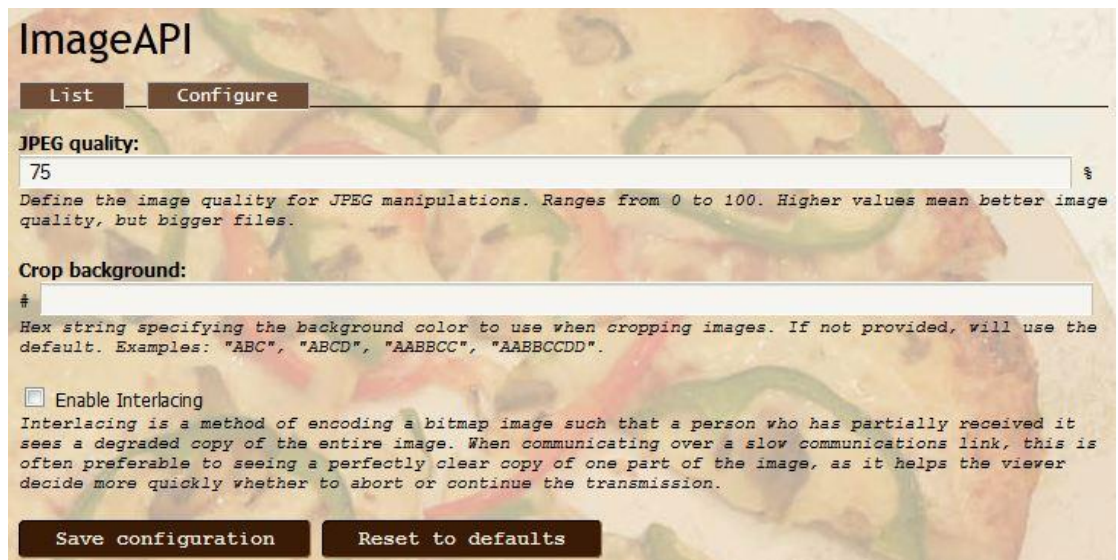 ImageAPI
List Configure
JPEG quality:
75 %
Define the image quality for JPEG manipulations. Ranges from 0 to 100. Higher values mean better image
quality, but bigger files.
Crop background:
#
Hex string specifying the background color to use when cropping images. If not provided, will use the
default. Examples: "ABC", "ABCD", "AABBCC", "AABBCCDD".
Enable Interlacing
Interlacing is a method of encoding a bitmap image such that a person who has partially received it
sees a degraded copy of the entire image. When communicating over a slow communications link, this is
often preferable to seeing a perfectly clear copy of one part of the image, as it helps the viewer
decide more quickly whether to abort or continue the transmission.
Save configuration Reset to defaults